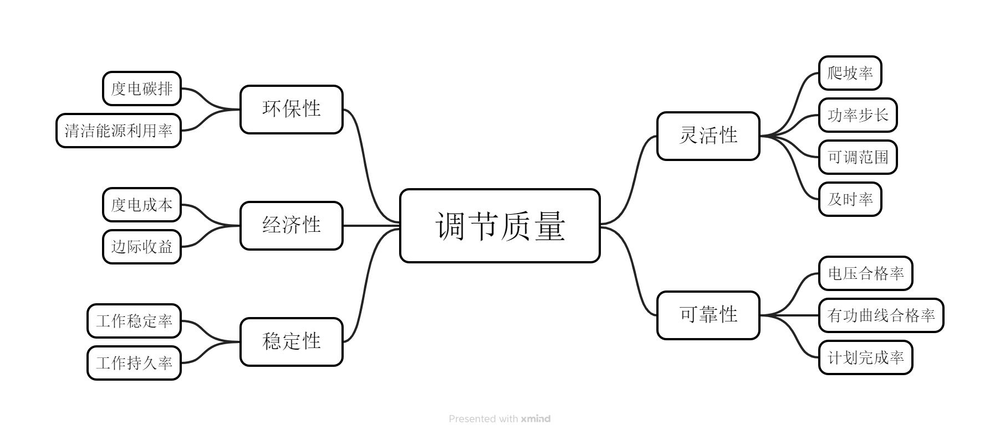 调节质量
灵活性
爬坡率
功率步长
可调范围
及时率
可靠性
电压合格率
有功曲线合格率
计划完成率
环保性
度电碳排
清洁能源利用率
经济性
度电成本
边际收益
稳定性
工作稳定率
工作持久率
Presented with xmind